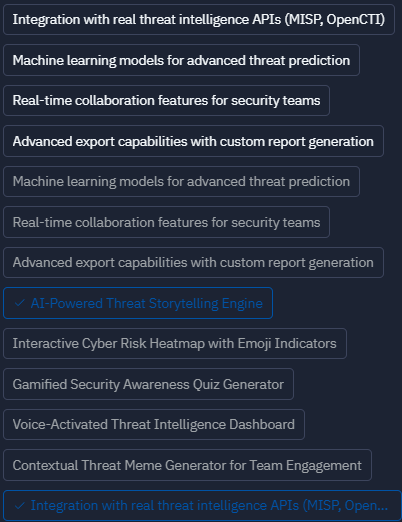 Integration with real threat intelligence APIs (MISP, OpenCTI)
Machine learning models for advanced threat prediction
Real-time collaboration features for security teams
Advanced export capabilities with custom report generation
Machine learning models for advanced threat prediction
Real-time collaboration features for security teams
Advanced export capabilities with custom report generation
✓ AI-Powered Threat Storytelling Engine
Interactive Cyber Risk Heatmap with Emoji Indicators
Gamified Security Awareness Quiz Generator
Voice-Activated Threat Intelligence Dashboard
Contextual Threat Meme Generator for Team Engagement
✓ Integration with real threat intelligence APIs (MISP, Open...